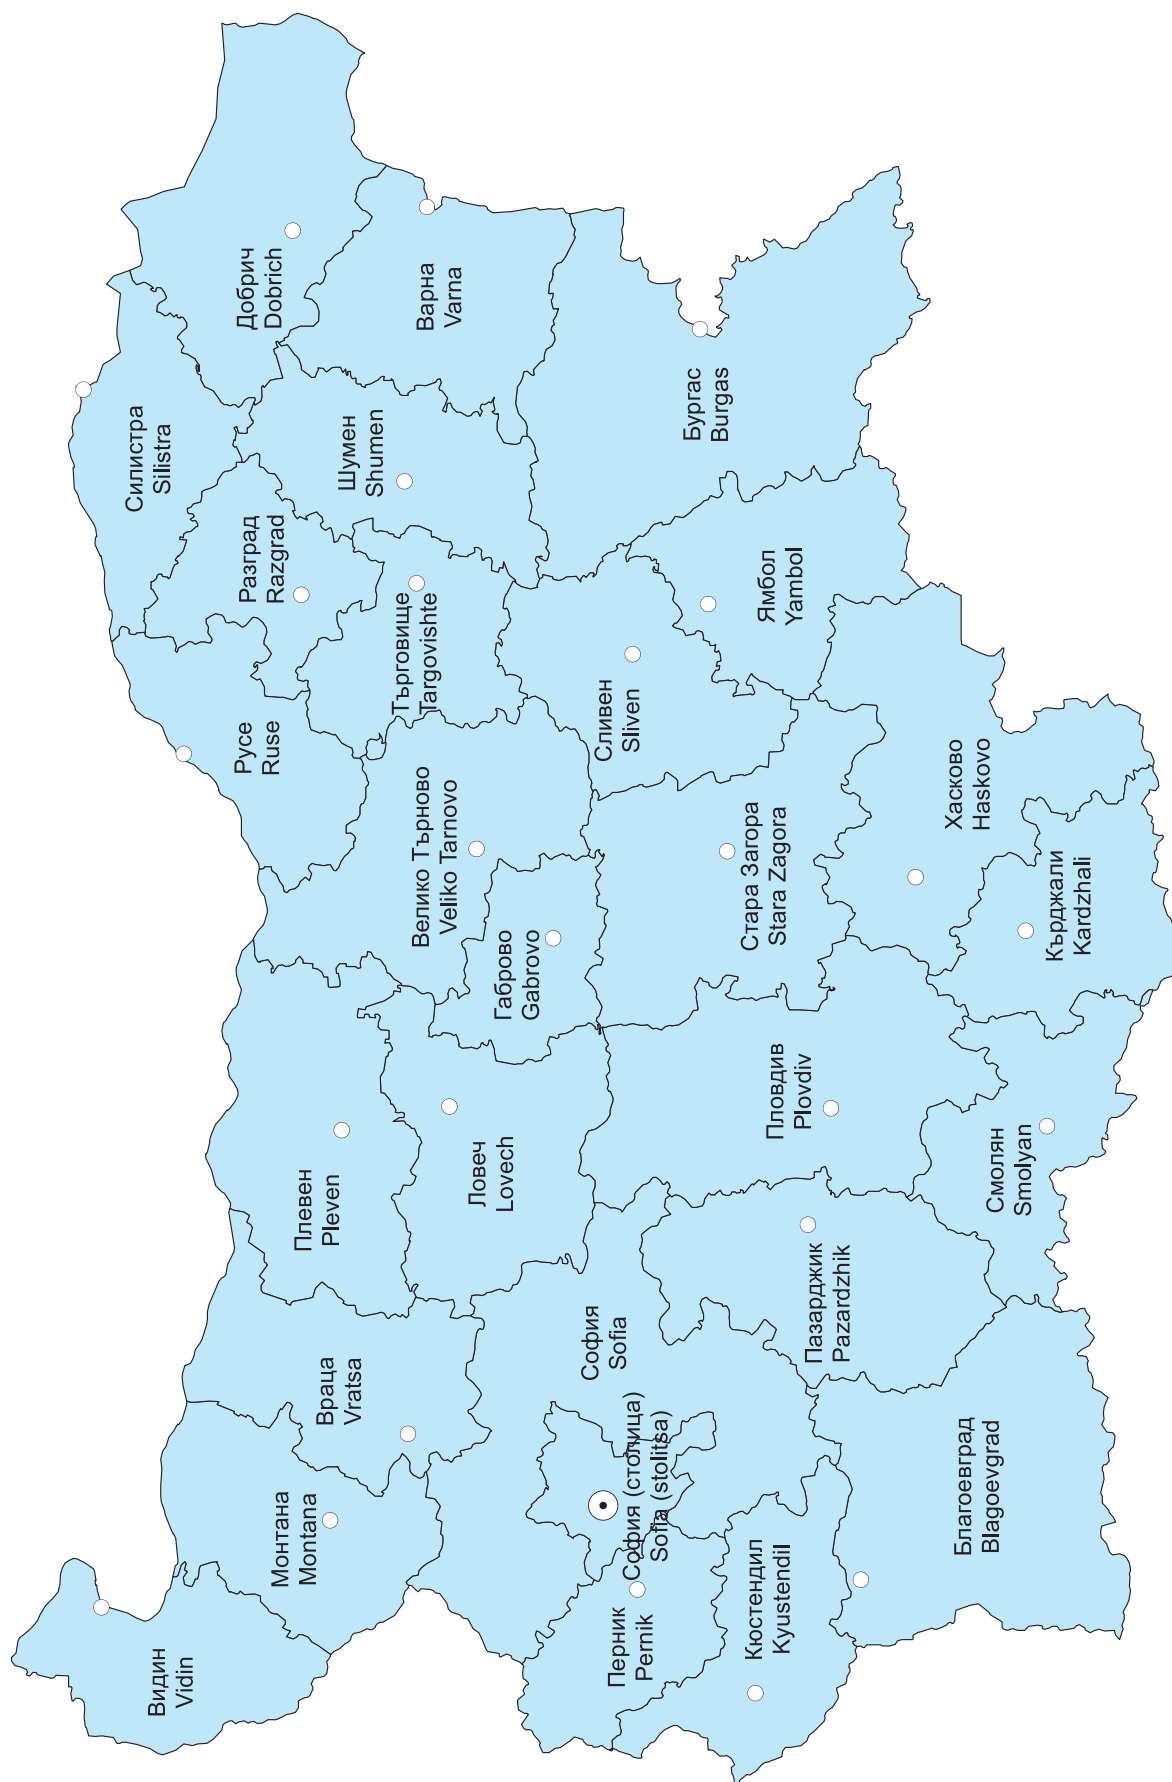 Видин
Vidin
Монтана
Montana
Враца
Vratsa
Плевен
Pleven
Ловеч
Lovech
Велико Търново
Veliko Tarnovo
Габрово
Gabrovo
Русе
Ruse
Разград
Razgrad
Силистра
Silistra
Добрич
Dobrich
Варна
Varna
Шумен
Shumen
Търговище
Targovishte
София
Sofia
София (столица)
Sofia (stolitsa)
Перник
Pernik
Кюстендил
Kyustendil
Благоевград
Blagoevgrad
Пазарджик
Pazardzhik
Пловдив
Plovdiv
Смолян
Smolyan
Стара Загора
Stara Zagora
Сливен
Sliven
Ямбол
Yambol
Бургас
Burgas
Хасково
Haskovo
Кърджали
Kardzhali